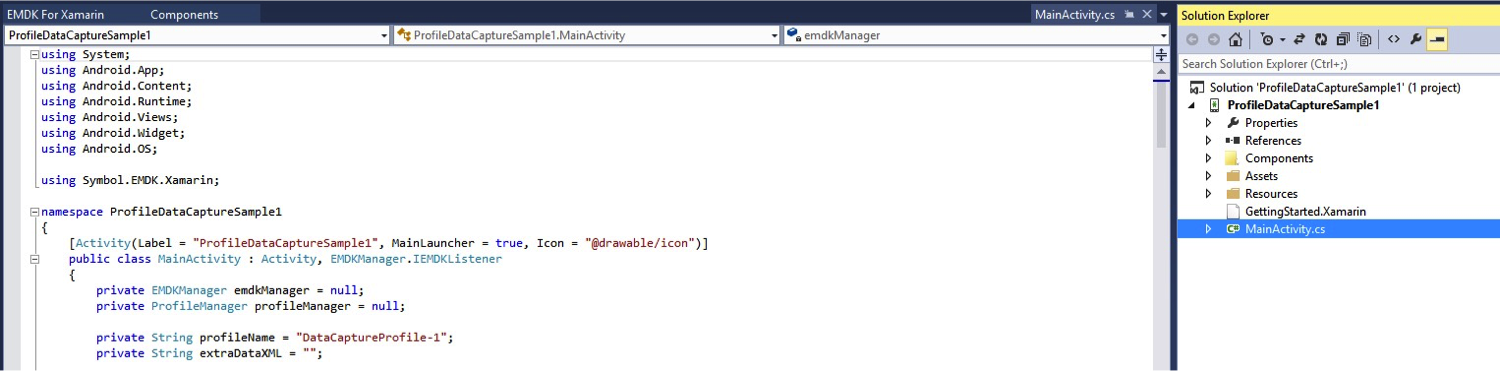 EMDK For Xamarin Components MainActivity.cs
ProfileDataCaptureSample1 ProfileDataCaptureSample1.MainActivity emdkManager
using System;
using Android.App;
using Android.Content;
using Android.Runtime;
using Android.Views;
using Android.Widget;
using Android.OS;
using Symbol.EMDK.Xamarin;
namespace ProfileDataCaptureSample1
{
[Activity(Label = "ProfileDataCaptureSample1", MainLauncher = true, Icon = "@drawable/icon")]
public class MainActivity : Activity, EMDKManager.IEMDKListener
{
private EMDKManager emdkManager = null;
private ProfileManager profileManager = null;
private String profileName = "DataCaptureProfile-1";
private String extraDataXML = "";
Solution Explorer
Search Solution Explorer (Ctrl+;)
Solution 'ProfileDataCaptureSample1' (1 project)
ProfileDataCaptureSample1
Properties
References
Components
Assets
Resources
GettingStarted.Xamarin
C# MainActivity.cs